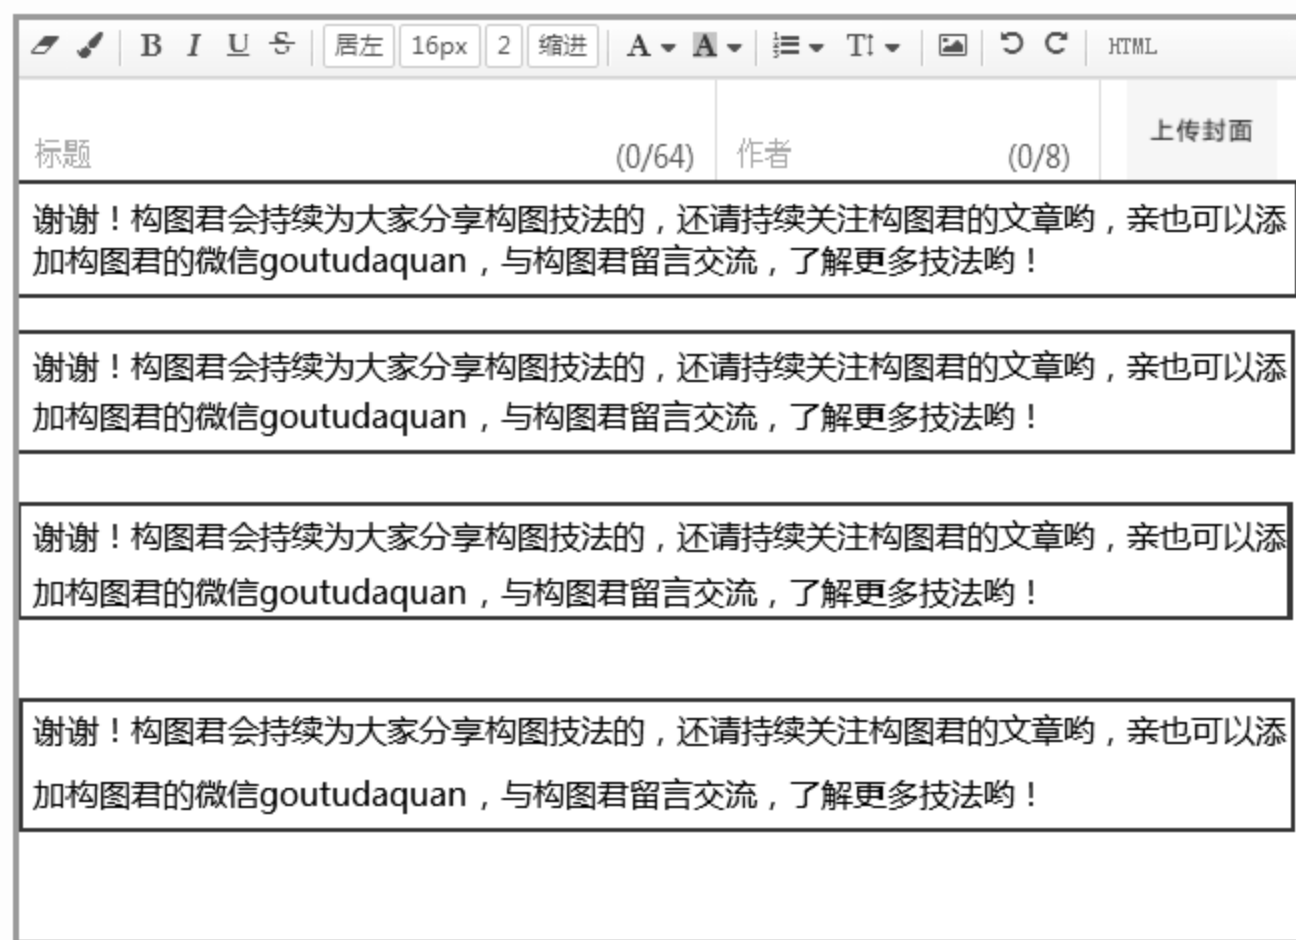 B I U S 居左 16px 2 缩进 A A T HTML
标题 (0/64) 作者 (0/8) 上传封面
谢谢！构图君会持续为大家分享构图技法的，还请持续关注构图君的文章哟，亲也可以添
加构图君的微信goutudaquan，与构图君留言交流，了解更多技法哟！
谢谢！构图君会持续为大家分享构图技法的，还请持续关注构图君的文章哟，亲也可以添
加构图君的微信goutudaquan，与构图君留言交流，了解更多技法哟！
谢谢！构图君会持续为大家分享构图技法的，还请持续关注构图君的文章哟，亲也可以添
加构图君的微信goutudaquan，与构图君留言交流，了解更多技法哟！
谢谢！构图君会持续为大家分享构图技法的，还请持续关注构图君的文章哟，亲也可以添
加构图君的微信goutudaquan，与构图君留言交流，了解更多技法哟！